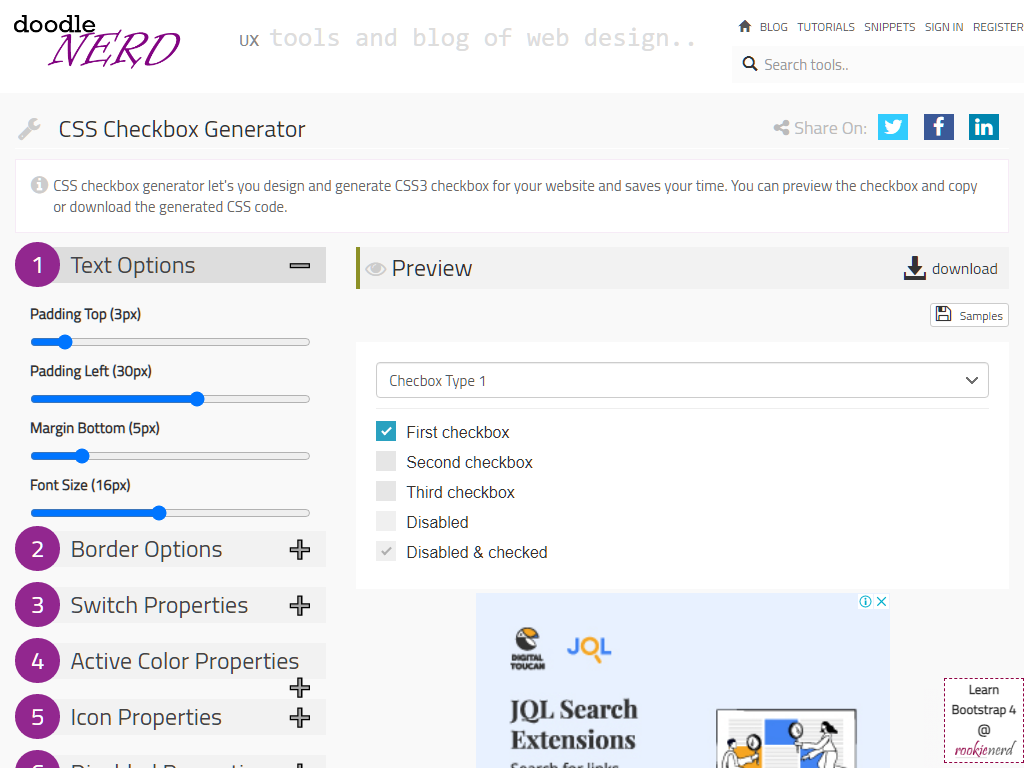 doodle
NERD
UX tools and blog of web design..
BLOG TUTORIALS SNIPPETS SIGN IN REGISTER
Search tools..
CSS Checkbox Generator
Share On:
CSS checkbox generator let's you design and generate CSS3 checkbox for your website and saves your time. You can preview the checkbox and copy
or download the generated CSS code.
1 Text Options
Padding Top (3px)
Padding Left (30px)
Margin Bottom (5px)
Font Size (16px)
2 Border Options
3 Switch Properties
4 Active Color Properties
5 Icon Properties
Preview
download
Samples
Checbox Type 1
First checkbox
Second checkbox
Third checkbox
Disabled
Disabled & checked
DIGITAL
TOUCAN
JQL
JQL Search
Extensions
Search for links
Learn
Bootstrap 4
@
rookienerd